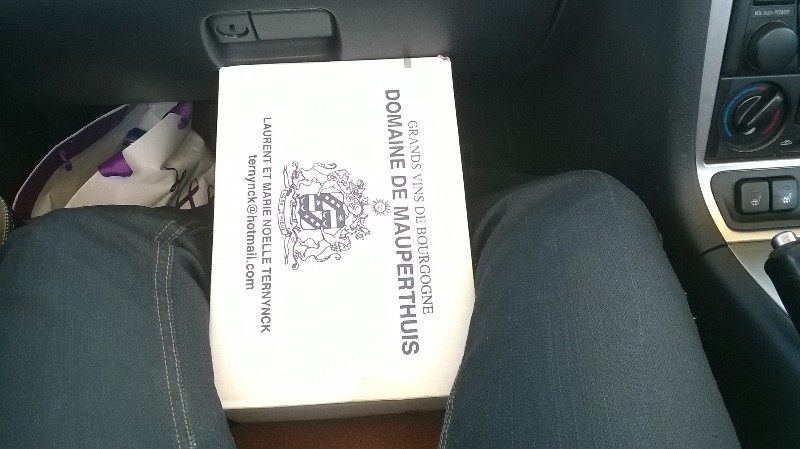 GRANDS VINS DE BOURGOGNE
DOMAINE DE MAUPERTHUIS
LAURENT ET MARIE NOELLE TERNYNCK
ternynck@hotmail.com